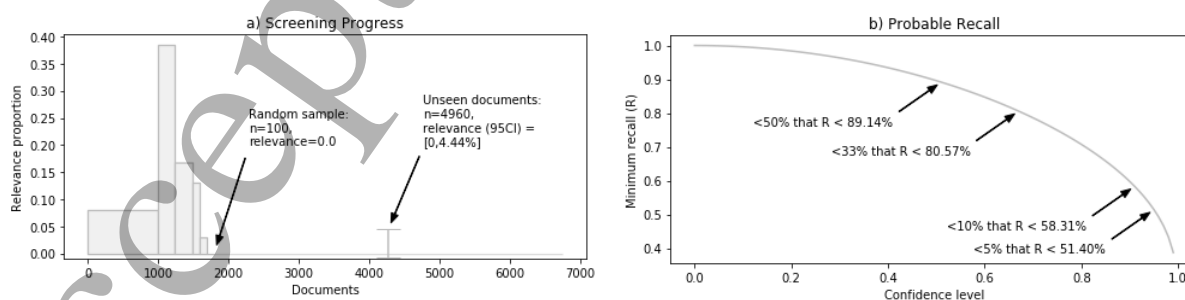 a) Screening Progress
0.40
0.35
0.30
0.25
0.20
0.15
0.10
0.05
0.00
Relevance proportion
Random sample:
n=100,
relevance=0.0
Unseen documents:
n=4960,
relevance (95CI) =
[0,4.44%]
0 1000 2000 3000 4000 5000 6000 7000
Documents
b) Probable Recall
1.0
0.9
0.8
0.7
0.6
0.5
0.4
Minimum recall (R)
<50% that R < 89.14%
<33% that R < 80.57%
<10% that R < 58.31%
<5% that R < 51.40%
0.0 0.2 0.4 0.6 0.8 1.0
Confidence level
cep